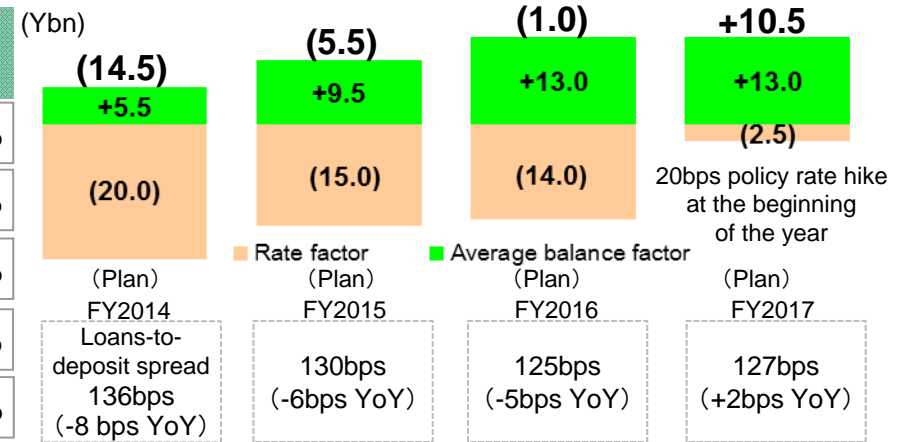 (Ybn)
(14.5)
(5.5)
(1.0)
+10.5
+5.5
+9.5
+13.0
+13.0
(20.0)
(15.0)
(14.0)
(2.5)
20bps policy rate hike
at the beginning
of the year
Rate factor
Average balance factor
（Plan）
FY2014
（Plan）
FY2015
（Plan）
FY2016
（Plan）
FY2017
Loans-to-
deposit spread
136bps
(-8 bps YoY)
130bps
（-6bps YoY）
125bps
（-5bps YoY）
127bps
（+2bps YoY）